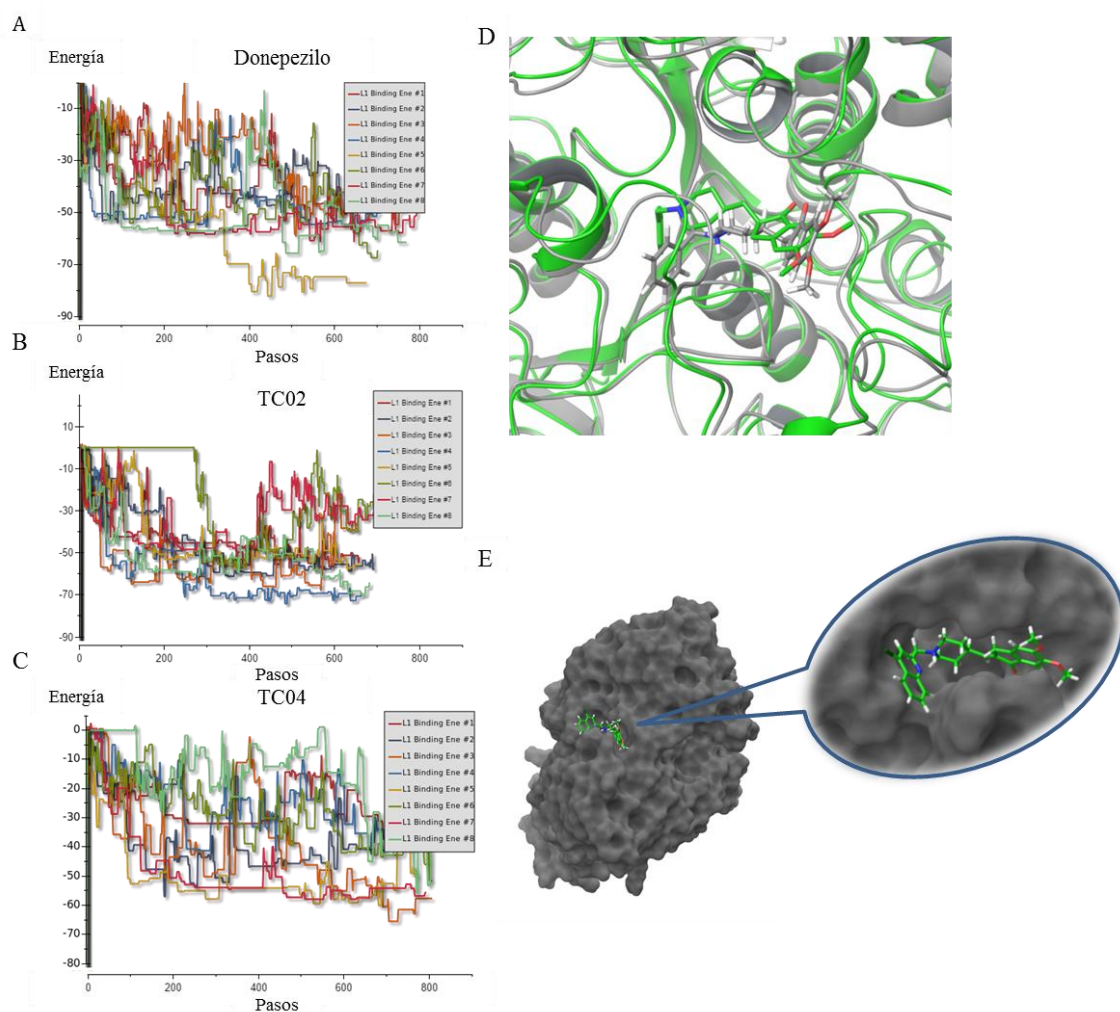 A
Energía
Donepezilo
L1 Binding Ene #1
L1 Binding Ene #2
L1 Binding Ene #3
L1 Binding Ene #4
L1 Binding Ene #5
L1 Binding Ene #6
L1 Binding Ene #7
L1 Binding Ene #8
-10
-30
-50
-70
-90
0
200
400
600
800
Pasos
B
Energía
TC02
L1 Binding Ene #1
L1 Binding Ene #2
L1 Binding Ene #3
L1 Binding Ene #4
L1 Binding Ene #5
L1 Binding Ene #6
L1 Binding Ene #7
L1 Binding Ene #8
10
-10
-30
-50
-70
-90
0
200
400
600
800
Pasos
C
Energía
TC04
L1 Binding Ene #1
L1 Binding Ene #2
L1 Binding Ene #3
L1 Binding Ene #4
L1 Binding Ene #5
L1 Binding Ene #6
L1 Binding Ene #7
L1 Binding Ene #8
0
-10
-20
-30
-40
-50
-60
-70
-80
0
200
400
600
800
Pasos
D
E